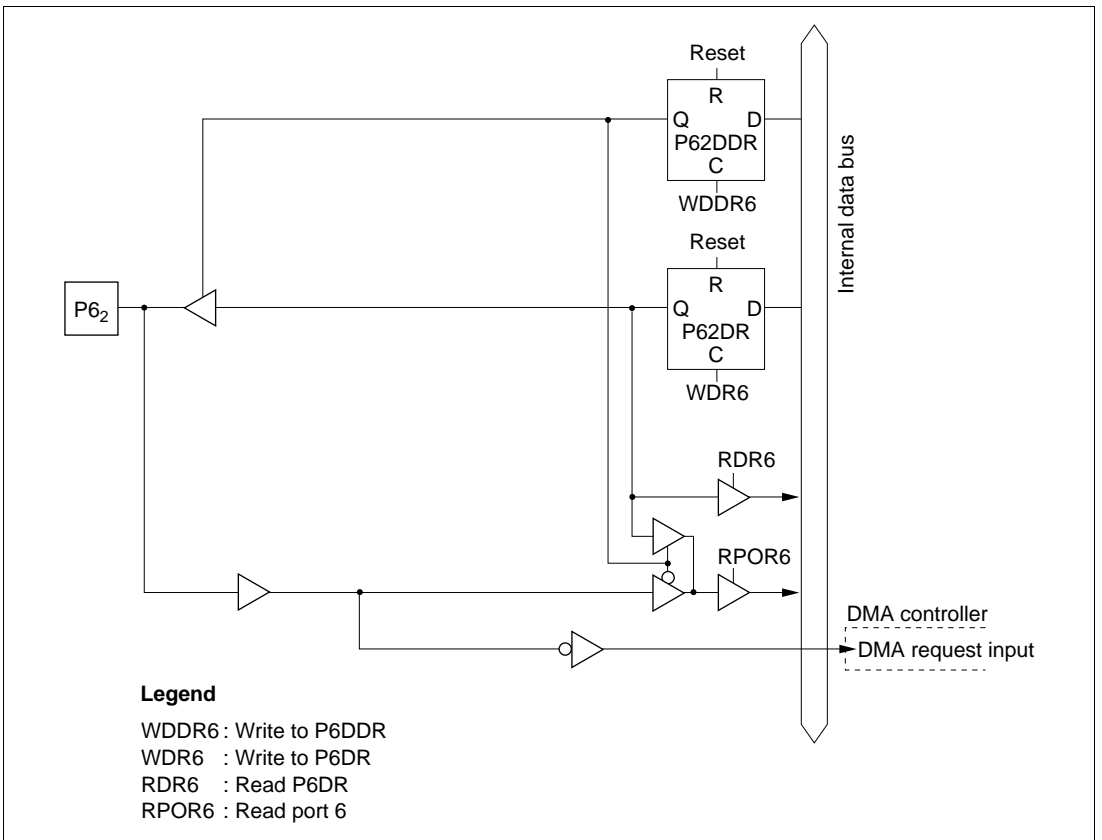 Reset
R
Q D
P62DDR
C
WDDR6
Internal data bus
Reset
R
P6₂
Q D
P62DR
C
WDR6
RDR6
RPOR6
DMA controller
DMA request input
Legend
WDDR6 : Write to P6DDR
WDR6 : Write to P6DR
RDR6 : Read P6DR
RPOR6 : Read port 6